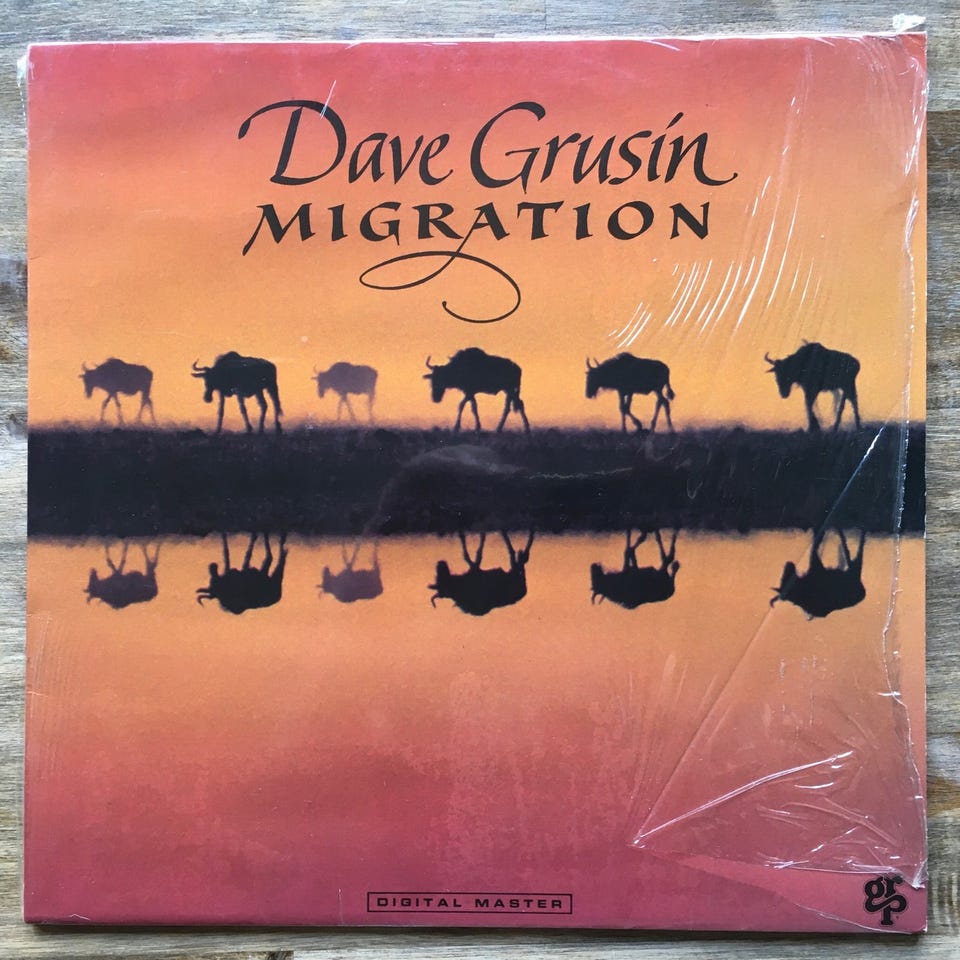 Dave Grusin
MIGRATION
DIGITAL MASTER
grp